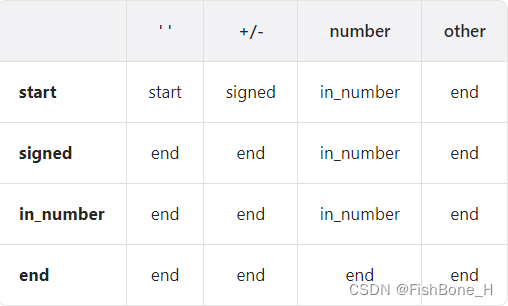 ' ' +/- number other
start start signed in_number end
signed end end in_number end
in_number end end in_number end
end end end end end
CSDN @FishBone_H